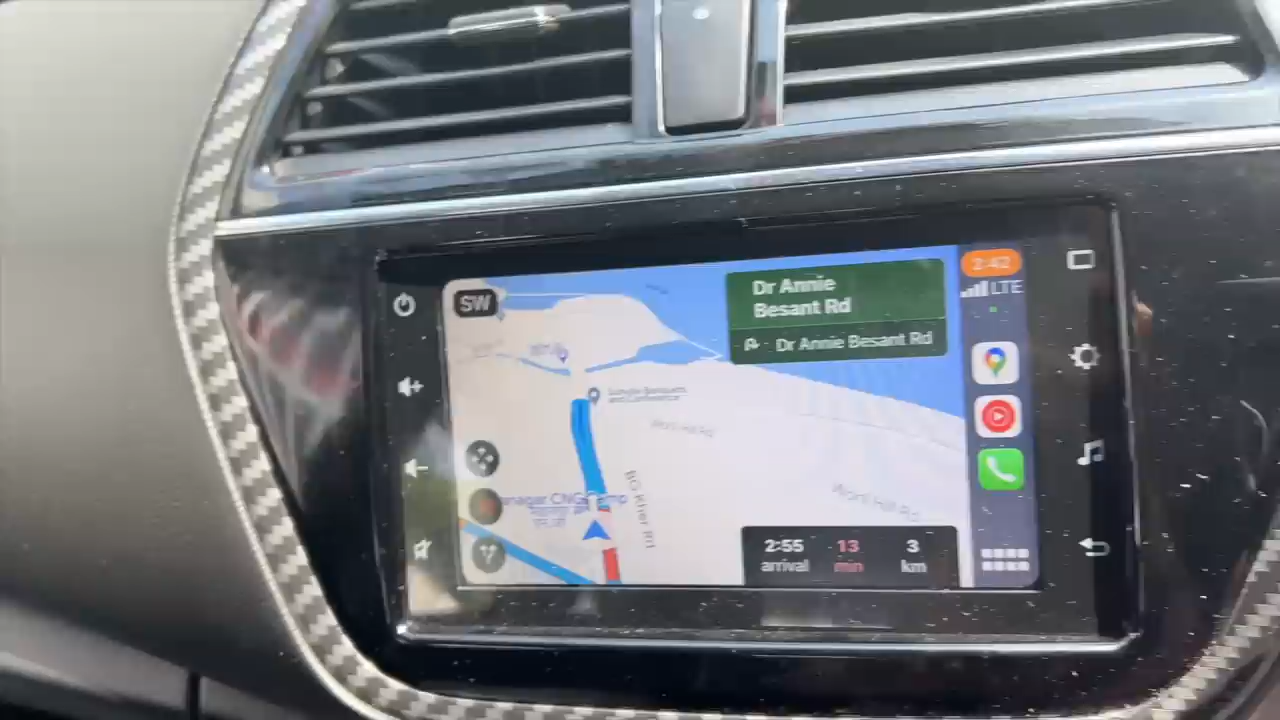 SW
Dr Annie
Besant Rd
Dr Annie Besant Rd
2:42
LTE
Worli Hill Rd
BG Kher Rd
Worli Hill Rd
2:55
13
3
arrival
min
km